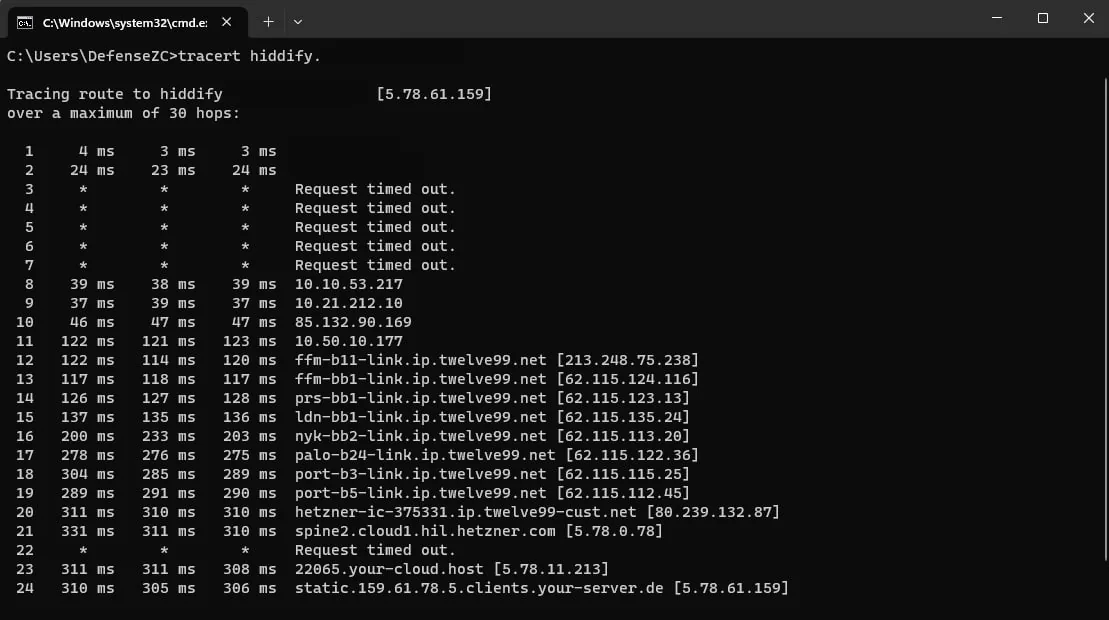 C:\Windows\system32\cmd.e:
C:\Users\DefenseZC>tracert hiddify.
Tracing route to hiddify [5.78.61.159]
over a maximum of 30 hops:
1 4 ms 3 ms 3 ms
2 24 ms 23 ms 24 ms
3 * * * Request timed out.
4 * * * Request timed out.
5 * * * Request timed out.
6 * * * Request timed out.
7 * * * Request timed out.
8 39 ms 38 ms 39 ms 10.10.53.217
9 37 ms 39 ms 37 ms 10.21.212.10
10 46 ms 47 ms 47 ms 85.132.90.169
11 122 ms 121 ms 123 ms 10.50.10.177
12 122 ms 114 ms 120 ms ffm-b11-link.ip.twelve99.net [213.248.75.238]
13 117 ms 118 ms 117 ms ffm-bb1-link.ip.twelve99.net [62.115.124.116]
14 126 ms 127 ms 128 ms prs-bb1-link.ip.twelve99.net [62.115.123.13]
15 137 ms 135 ms 136 ms ldn-bb1-link.ip.twelve99.net [62.115.135.24]
16 200 ms 233 ms 203 ms nyk-bb2-link.ip.twelve99.net [62.115.113.20]
17 278 ms 276 ms 275 ms palo-b24-link.ip.twelve99.net [62.115.122.36]
18 304 ms 285 ms 289 ms port-b3-link.ip.twelve99.net [62.115.115.25]
19 289 ms 291 ms 290 ms port-b5-link.ip.twelve99.net [62.115.112.45]
20 311 ms 310 ms 310 ms hetzner-ic-375331.ip.twelve99-cust.net [80.239.132.87]
21 331 ms 311 ms 310 ms spine2.cloud1.hil.hetzner.com [5.78.0.78]
22 * * * Request timed out.
23 311 ms 311 ms 308 ms 22065.your-cloud.host [5.78.11.213]
24 310 ms 305 ms 306 ms static.159.61.78.5.clients.your-server.de [5.78.61.159]